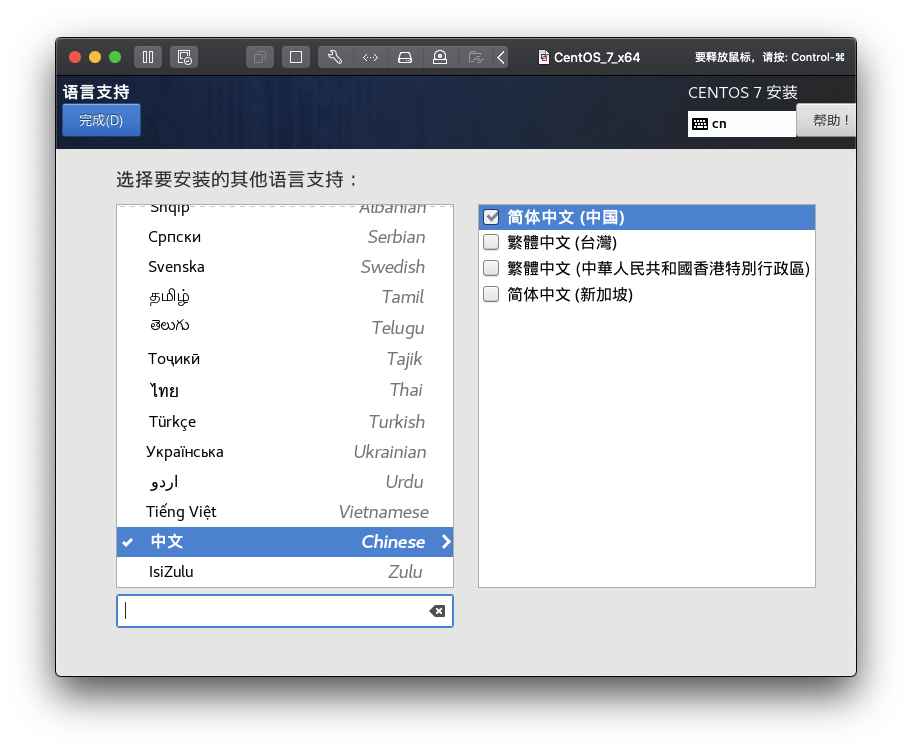 CentOS_7_x64
要释放鼠标，请按: Control-⌘
语言支持
CENTOS 7 安装
完成(D)
cn
帮助！
选择要安装的其他语言支持：
Shqip Albanian
Српски Serbian
Svenska Swedish
தமிழ் Tamil
తెలుగు Telugu
Тоҷикӣ Tajik
ไทย Thai
Türkçe Turkish
Українська Ukrainian
اردو Urdu
Tiếng Việt Vietnamese
中文 Chinese
IsiZulu Zulu
简体中文 (中国)
繁體中文 (台灣)
繁體中文 (中華人民共和國香港特別行政區)
简体中文 (新加坡)